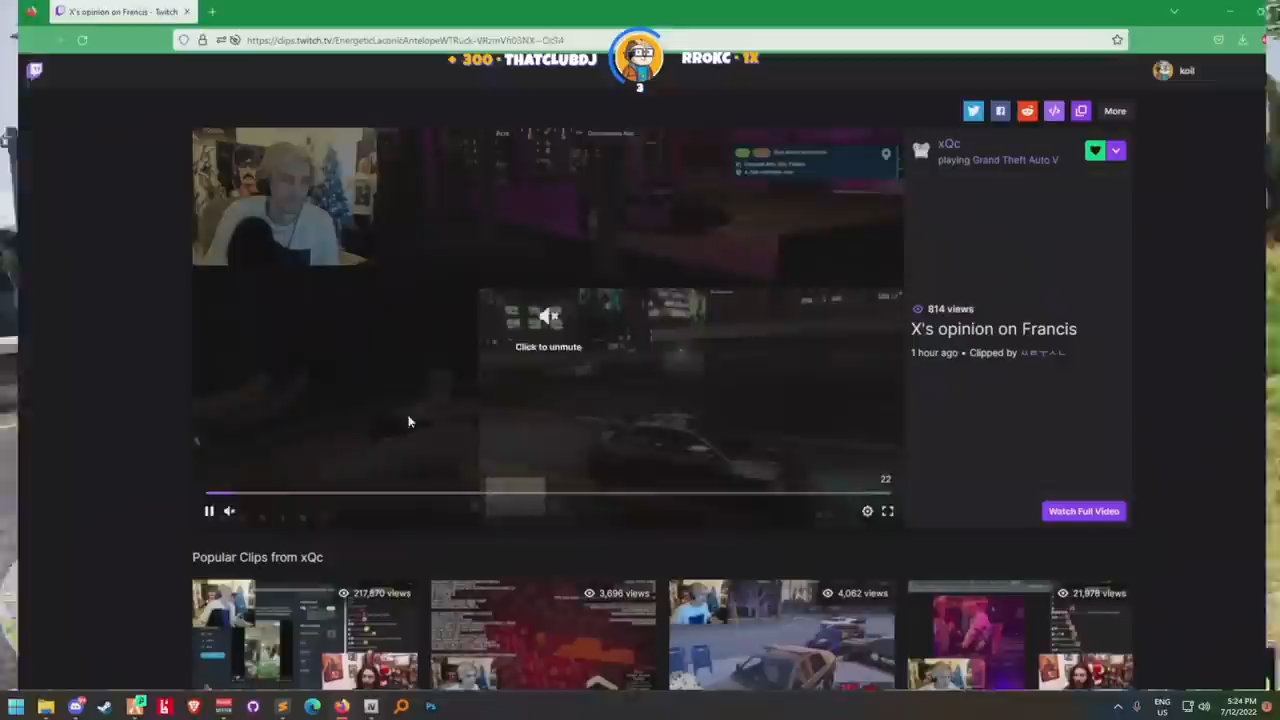 X's opinion on Francis - Twitch
https://clips.twitch.tv/EnergeticLaconicAntelopeWTRuck-
300 - THATCLUBDJ
RROKC - 1X
3
koil
More
xQc
playing Grand Theft Auto V
Click to unmute
814 views
X's opinion on Francis
1 hour ago • Clipped by
22
Watch Full Video
Popular Clips from xQc
217,870 views
3,696 views
4,062 views
21,978 views
ENG
US
5:24 PM
7/12/2022